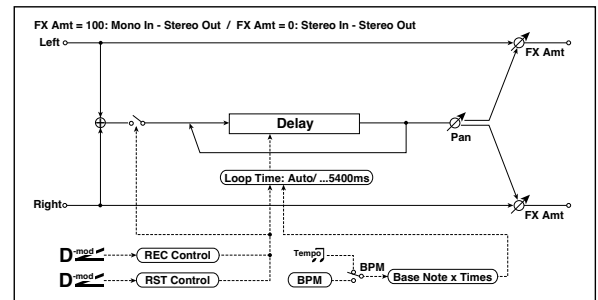 FX Amt = 100: Mono In - Stereo Out / FX Amt = 0: Stereo In - Stereo Out
Left
FX Amt
Delay
Pan
Loop Time: Auto/ ...5400ms
Right
FX Amt
D-mod
REC Control
Tempo
BPM
D-mod
RST Control
BPM
Base Note x Times